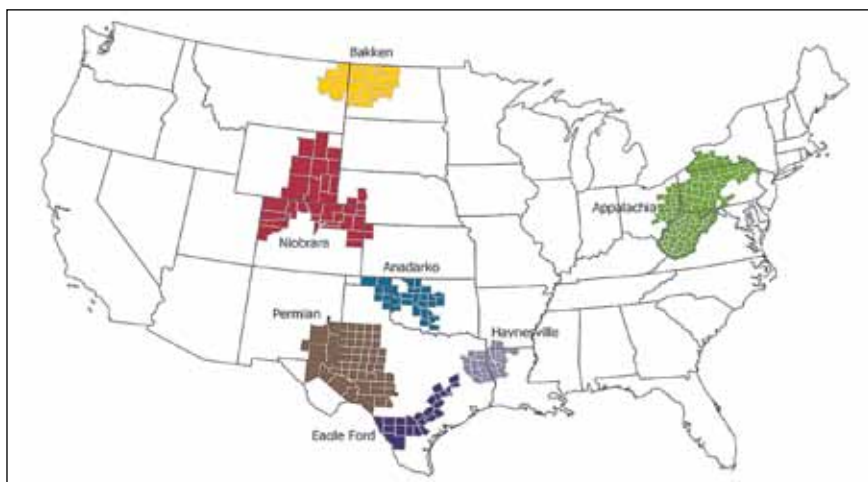 Bakken
Appalachia
Niobrara
Anadarko
Permian
Haynesville
Eagle Ford